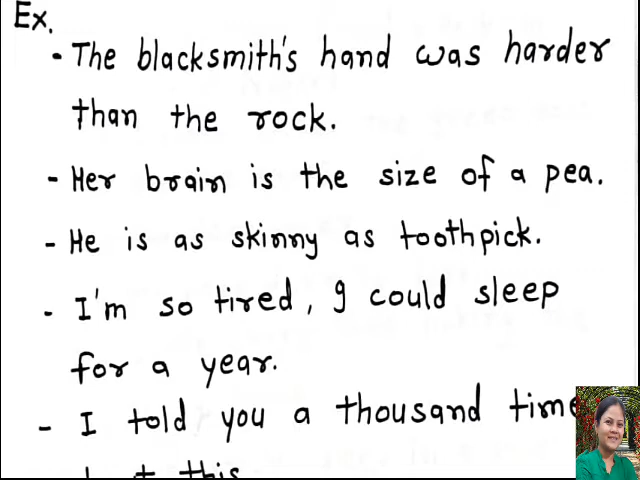 Ex.
- The blacksmith's hand was harder
than the rock.
- Her brain is the size of a pea.
- He is as skinny as toothpick.
- I'm so tired, I could sleep
for a year.
- I told you a thousand time
this